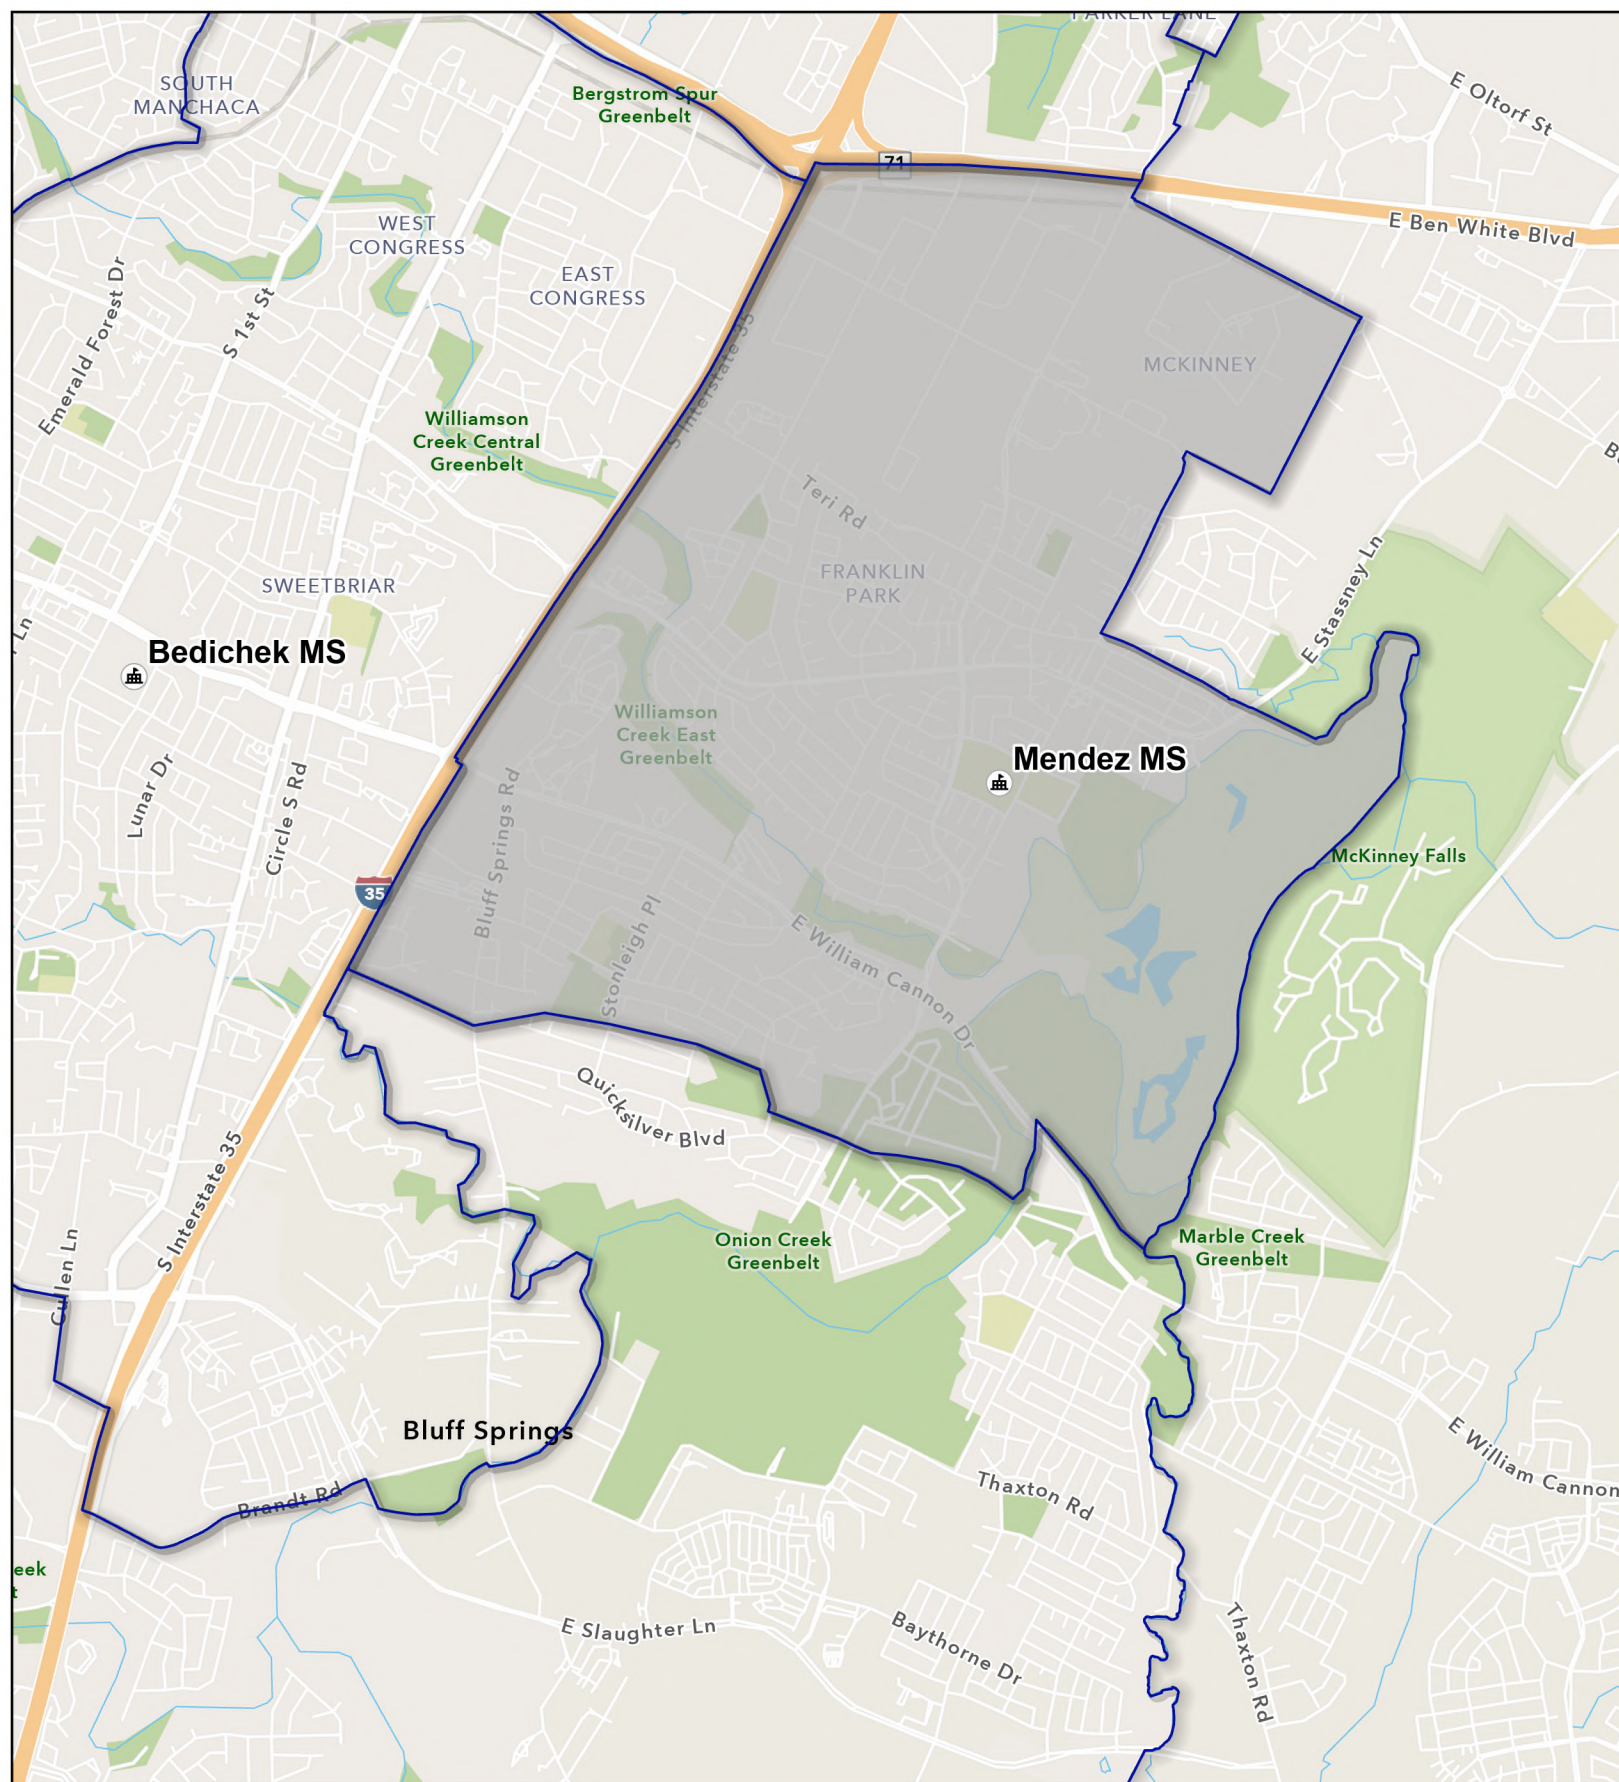 PARKER LANE
SOUTH
MANCHACA
E Oltorf St
Bergstrom Spur
Greenbelt
71
WEST
CONGRESS
E Ben White Blvd
EAST
CONGRESS
Emerald Forest Dr
S 1st St
S Interstate 35
MCKINNEY
Williamson
Creek Central
Greenbelt
Teri Rd
FRANKLIN
PARK
SWEETBRIAR
E Stassney Ln
Ln
Bedichek MS
Williamson
Creek East
Greenbelt
Mendez MS
Lunar Dr
Circle S Rd
Bluff Springs Rd
McKinney Falls
35
Stonleigh Pl
E William Cannon Dr
Quicksilver Blvd
S Interstate 35
Cullen Ln
Onion Creek
Greenbelt
Marble Creek
Greenbelt
Bluff Springs
E William Cannon
Brandt Rd
Thaxton Rd
eek
t
E Slaughter Ln
Baythorne Dr
Thaxton Rd